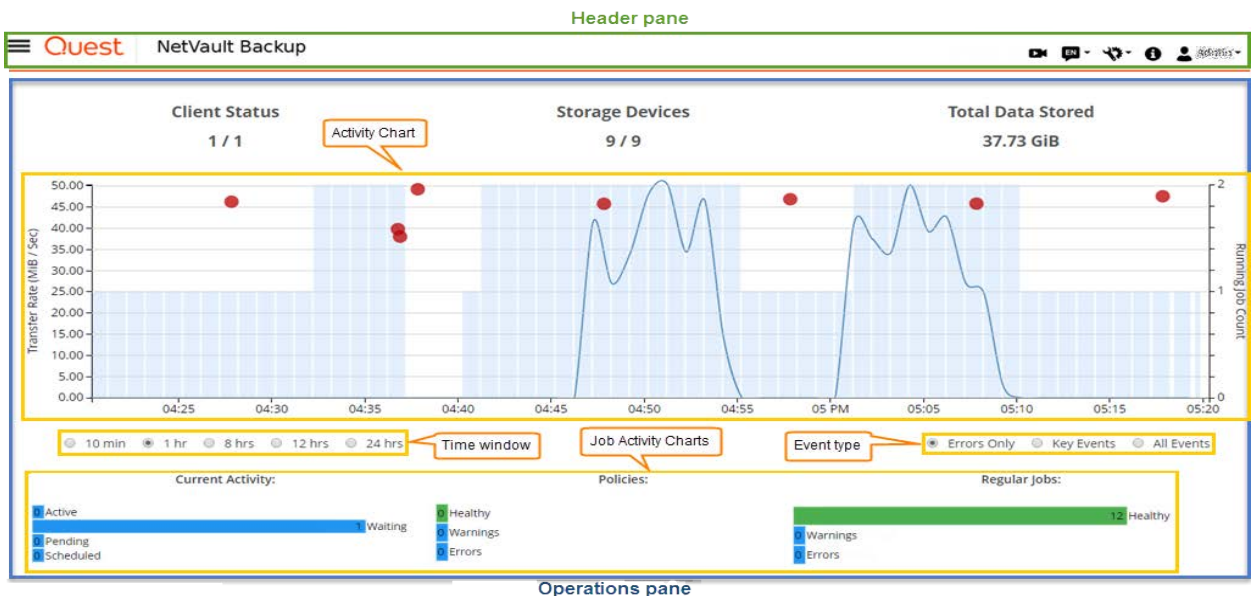 Header pane
Quest NetVault Backup
EN
Client Status
1 / 1
Storage Devices
9 / 9
Total Data Stored
37.73 GiB
Activity Chart
Transfer Rate (MiB / Sec)
50.00
45.00
40.00
35.00
30.00
25.00
20.00
15.00
10.00
5.00
0.00
2
1
0
Running Job Count
04:25 04:30 04:35 04:40 04:45 04:50 04:55 05 PM 05:05 05:10 05:15 05:20
10 min 1 hr 8 hrs 12 hrs 24 hrs
Time window
Job Activity Charts
Event type
Errors Only Key Events All Events
Current Activity:
0 Active
1 Waiting
0 Pending
0 Scheduled
Policies:
0 Healthy
0 Warnings
0 Errors
Regular Jobs:
12 Healthy
0 Warnings
0 Errors
Operations pane